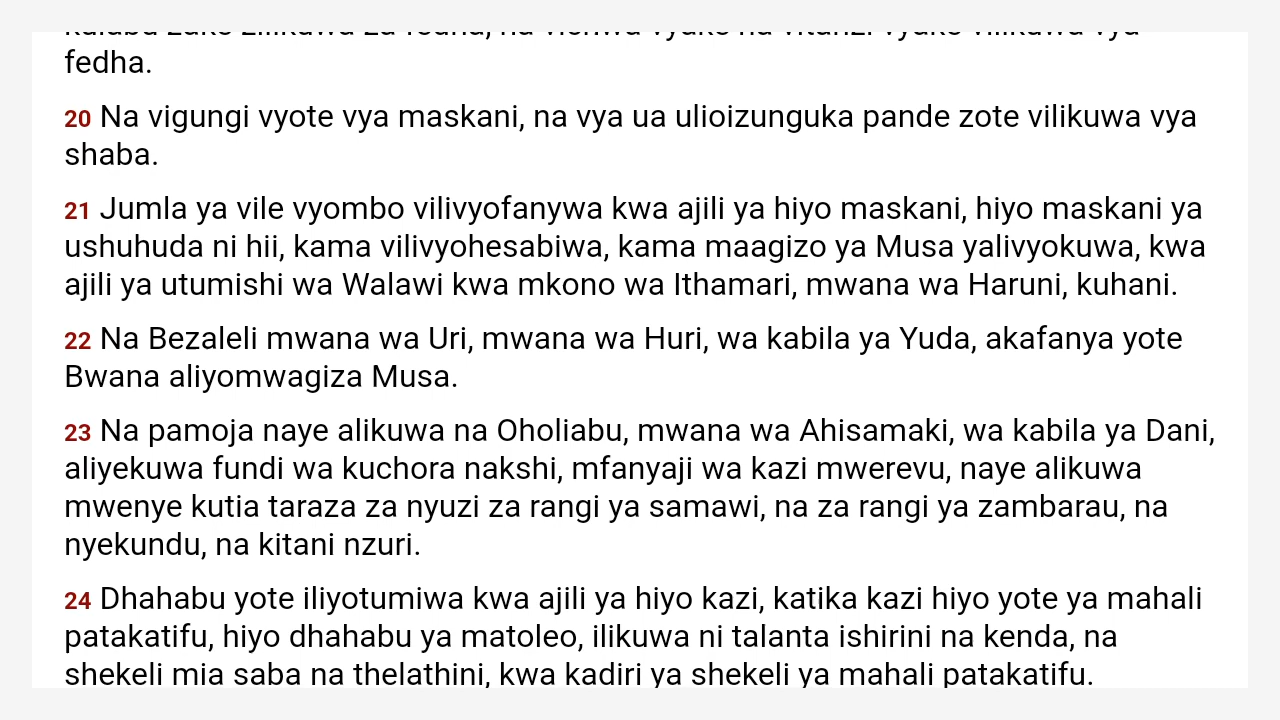 fedha.
20 Na vigungi vyote vya maskani, na vya ua ulioizunguka pande zote vilikuwa vya
shaba.
21 Jumla ya vile vyombo vilivyofanywa kwa ajili ya hiyo maskani, hiyo maskani ya
ushuhuda ni hii, kama vilivyohesabiwa, kama maagizo ya Musa yalivyokuwa, kwa
ajili ya utumishi wa Walawi kwa mkono wa Ithamari, mwana wa Haruni, kuhani.
22 Na Bezaleli mwana wa Uri, mwana wa Huri, wa kabila ya Yuda, akafanya yote
Bwana aliyomwagiza Musa.
23 Na pamoja naye alikuwa na Oholiabu, mwana wa Ahisamaki, wa kabila ya Dani,
aliyekuwa fundi wa kuchora nakshi, mfanyaji wa kazi mwerevu, naye alikuwa
mwenye kutia taraza za nyuzi za rangi ya samawi, na za rangi ya zambarau, na
nyekundu, na kitani nzuri.
24 Dhahabu yote iliyotumiwa kwa ajili ya hiyo kazi, katika kazi hiyo yote ya mahali
patakatifu, hiyo dhahabu ya matoleo, ilikuwa ni talanta ishirini na kenda, na
shekeli mia saba na thelathini, kwa kadiri ya shekeli ya mahali patakatifu.